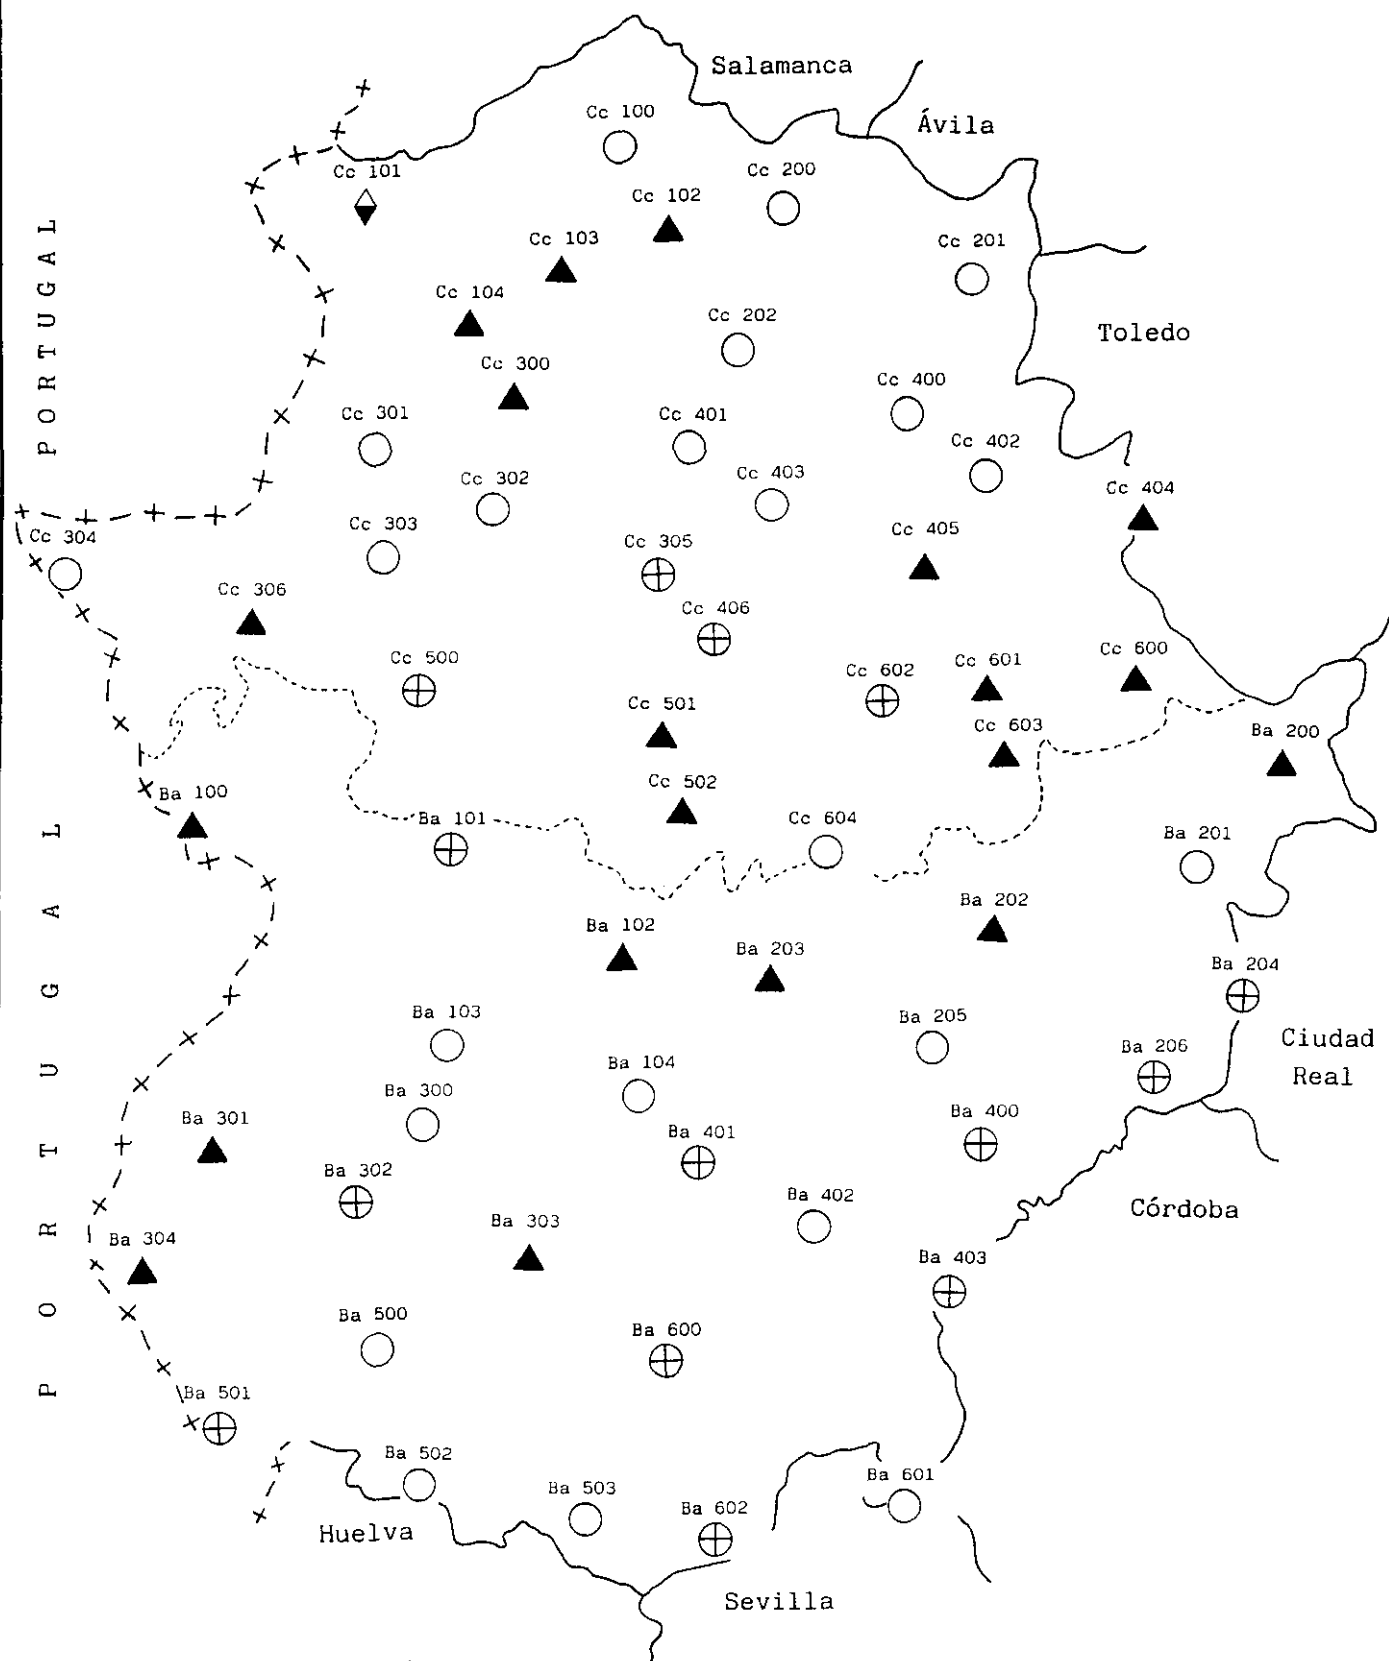 Salamanca
Cc 100
Ávila
Cc 101
Cc 200
Cc 102
Cc 103
Cc 201
Cc 104
Cc 202
Toledo
Cc 300
Cc 400
PORTUGAL
Cc 301
Cc 401
Cc 402
Cc 302
Cc 403
Cc 404
Cc 303
Cc 405
Cc 304
Cc 305
Cc 306
Cc 406
Cc 500
Cc 602
Cc 601
Cc 600
Cc 501
Cc 603
Ba 200
Ba 100
Cc 502
Ba 101
Cc 604
Ba 201
Ba 202
Ba 102
Ba 203
Ba 204
Ba 103
Ba 205
Ciudad
Real
Ba 206
Ba 104
Ba 300
PORTUGAL
Ba 301
Ba 400
Ba 401
Ba 302
Ba 402
Córdoba
Ba 303
Ba 304
Ba 403
Ba 500
Ba 600
Ba 501
Ba 502
Ba 601
Ba 503
Ba 602
Huelva
Sevilla